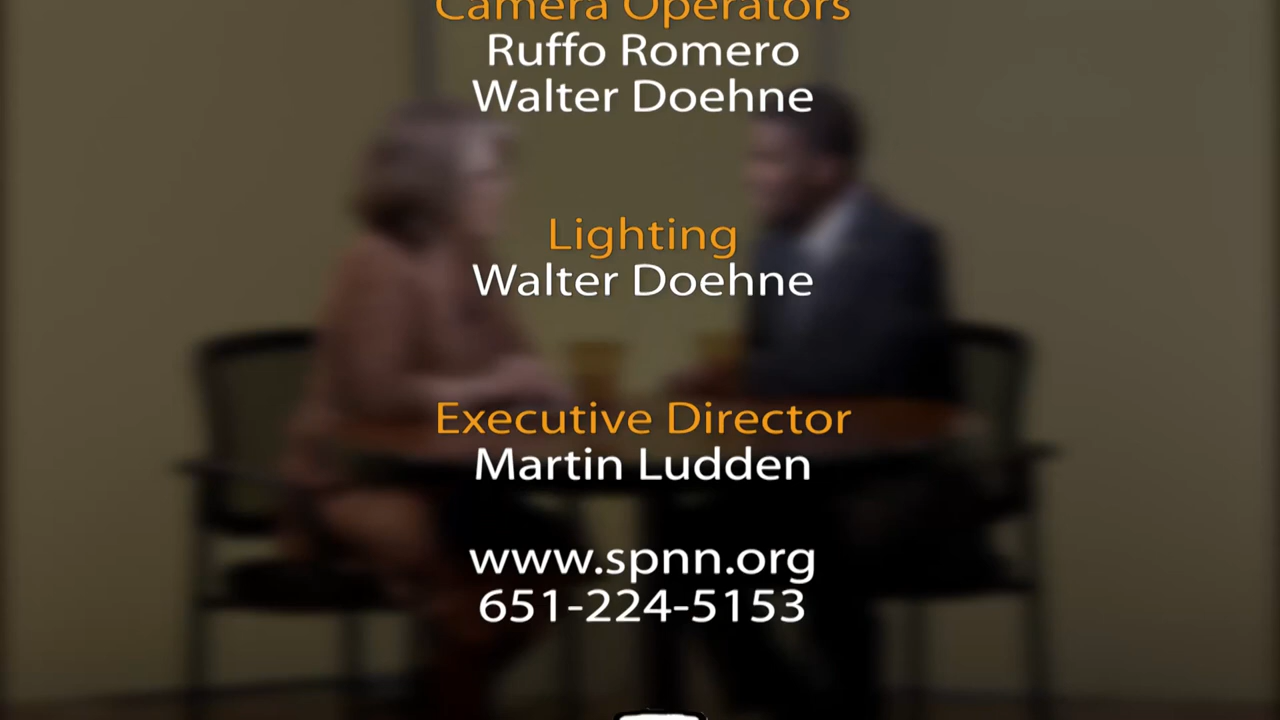 Camera Operators
Ruffo Romero
Walter Doehne
Lighting
Walter Doehne
Executive Director
Martin Ludden
www.spnn.org
651-224-5153